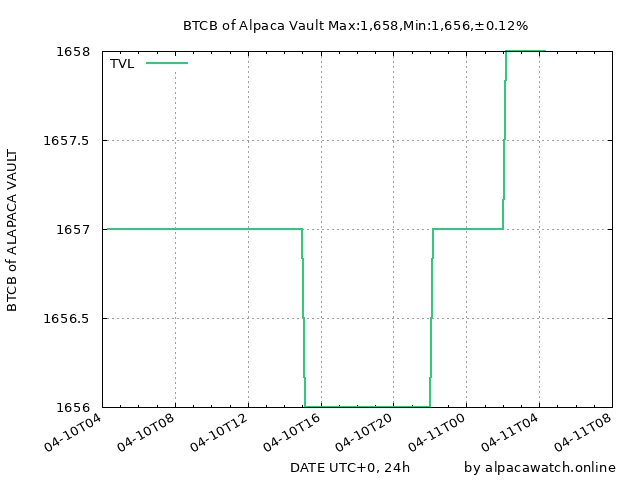 BTCB of Alpaca Vault Max:1,658,Min:1,656,±0.12%
1658
TVL
1657.5
1657
1656.5
1656
BTCB of ALAPACA VAULT
04-10T04
04-10T08
04-10T12
04-10T16
04-10T20
04-11T00
04-11T04
04-11T08
DATE UTC+0, 24h
by alpacawatch.online